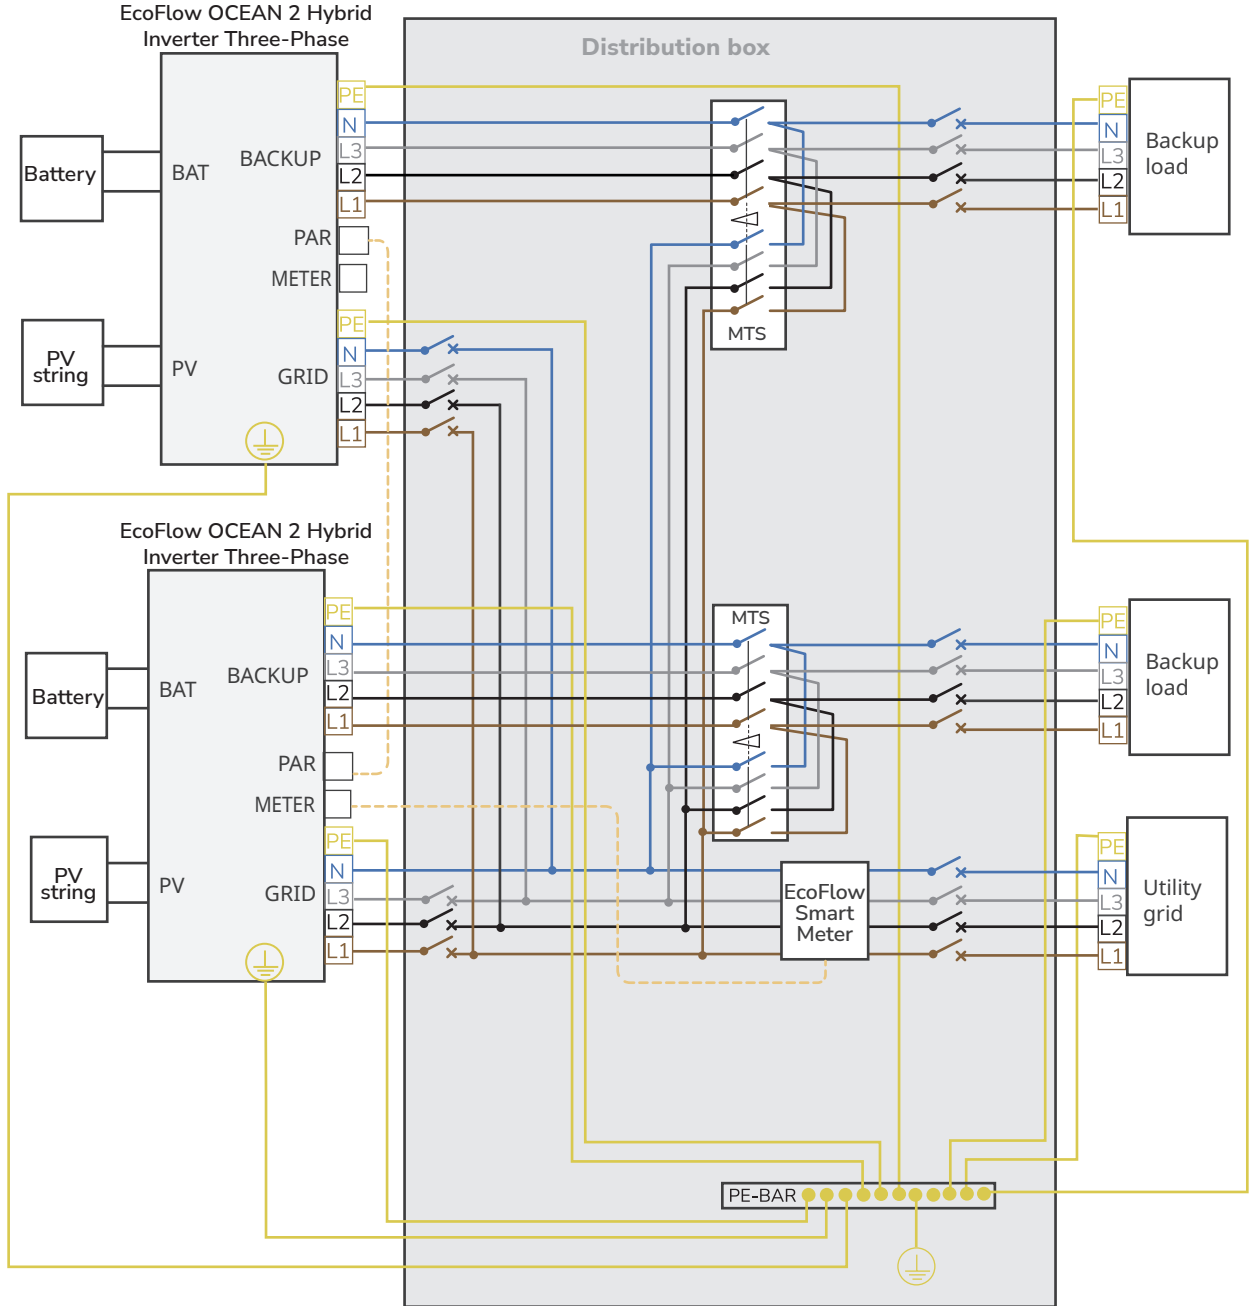 EcoFlow OCEAN 2 Hybrid
Inverter Three-Phase
Distribution box
Battery
BAT
BACKUP
PE
N
L3
L2
L1
PAR
METER
PV
string
PV
GRID
PE
N
L3
L2
L1
MTS
PE
N
L3
L2
L1
Backup
load
EcoFlow OCEAN 2 Hybrid
Inverter Three-Phase
Battery
BAT
BACKUP
PE
N
L3
L2
L1
PAR
METER
PV
string
PV
GRID
PE
N
L3
L2
L1
MTS
PE
N
L3
L2
L1
Backup
load
EcoFlow
Smart
Meter
PE
N
L3
L2
L1
Utility
grid
PE-BAR